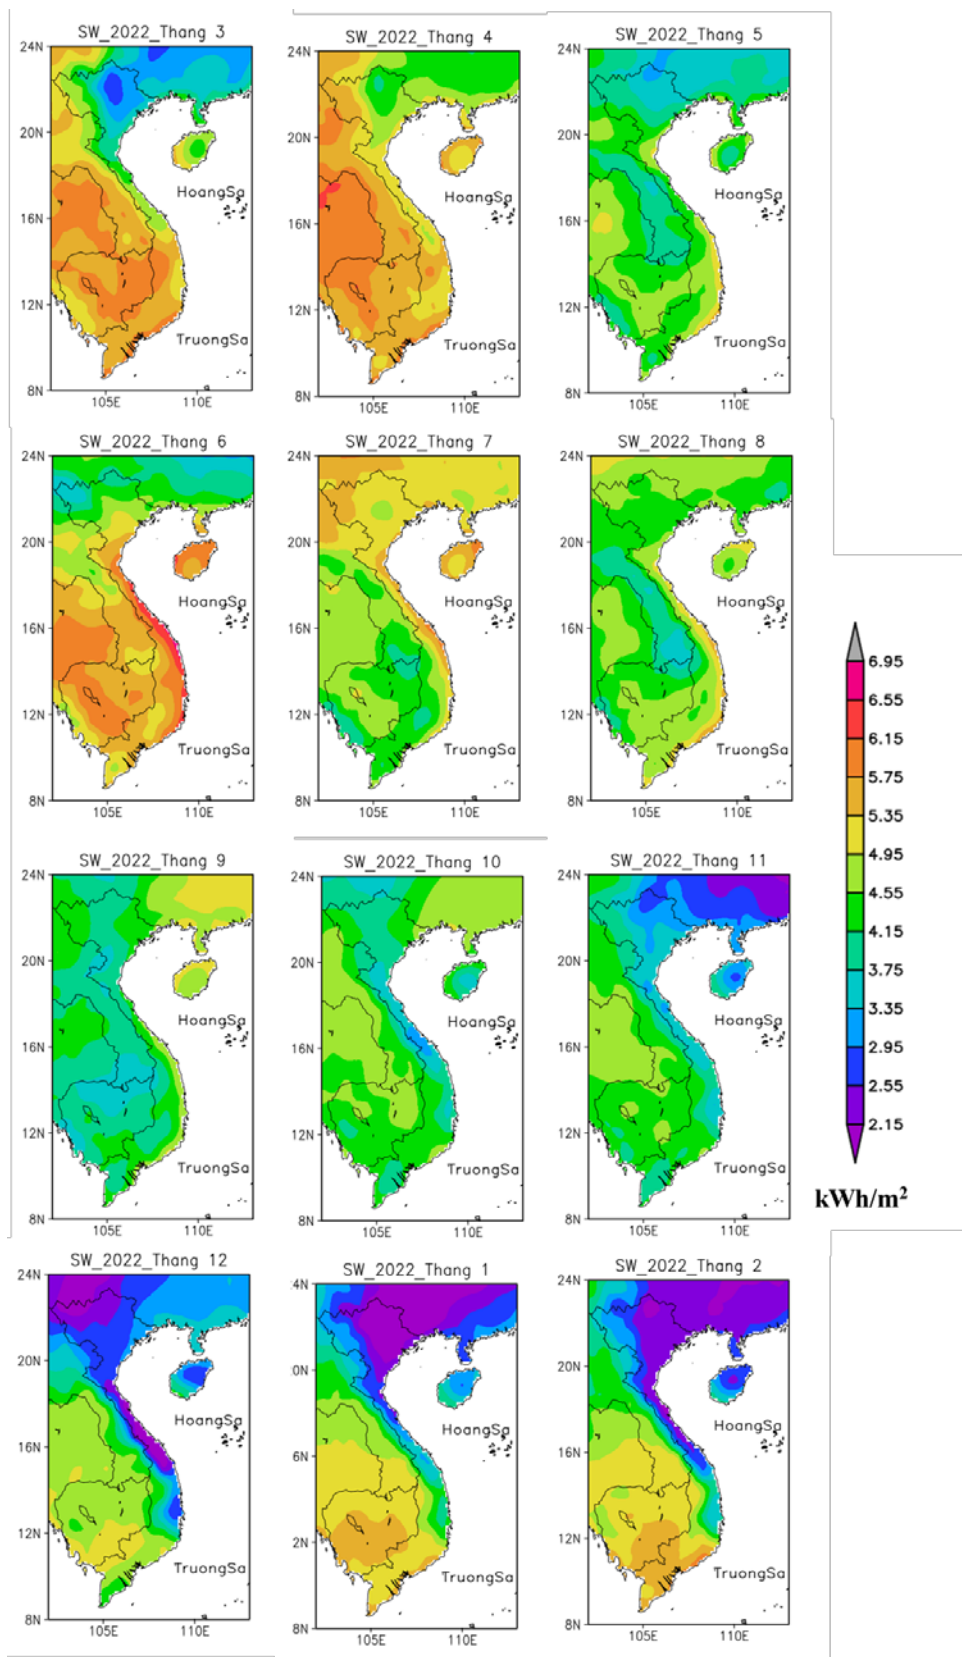 SW_2022_Thang 3
24N
20N
16N
12N
8N
105E
110E
HoangSa
TruongSa
SW_2022_Thang 4
24N
20N
16N
12N
8N
105E
110E
HoangSa
TruongSa
SW_2022_Thang 5
24N
20N
16N
12N
8N
105E
110E
HoangSa
TruongSa
SW_2022_Thang 6
24N
20N
16N
12N
8N
105E
110E
HoangSa
TruongSa
SW_2022_Thang 7
24N
20N
16N
12N
8N
105E
110E
HoangSa
TruongSa
SW_2022_Thang 8
24N
20N
16N
12N
8N
105E
110E
HoangSa
TruongSa
6.95
6.55
6.15
5.75
5.35
4.95
4.55
4.15
3.75
3.35
2.95
2.55
2.15
kWh/m²
SW_2022_Thang 9
24N
20N
16N
12N
8N
105E
110E
HoangSa
TruongSa
SW_2022_Thang 10
24N
20N
16N
12N
8N
105E
110E
HoangSa
TruongSa
SW_2022_Thang 11
24N
20N
16N
12N
8N
105E
110E
HoangSa
TruongSa
SW_2022_Thang 12
24N
20N
16N
12N
8N
105E
110E
HoangSa
TruongSa
SW_2022_Thang 1
4N
0N
6N
2N
8N
105E
110E
HoangSa
TruongSa
SW_2022_Thang 2
24N
20N
16N
12N
8N
105E
110E
HoangSa
TruongSa